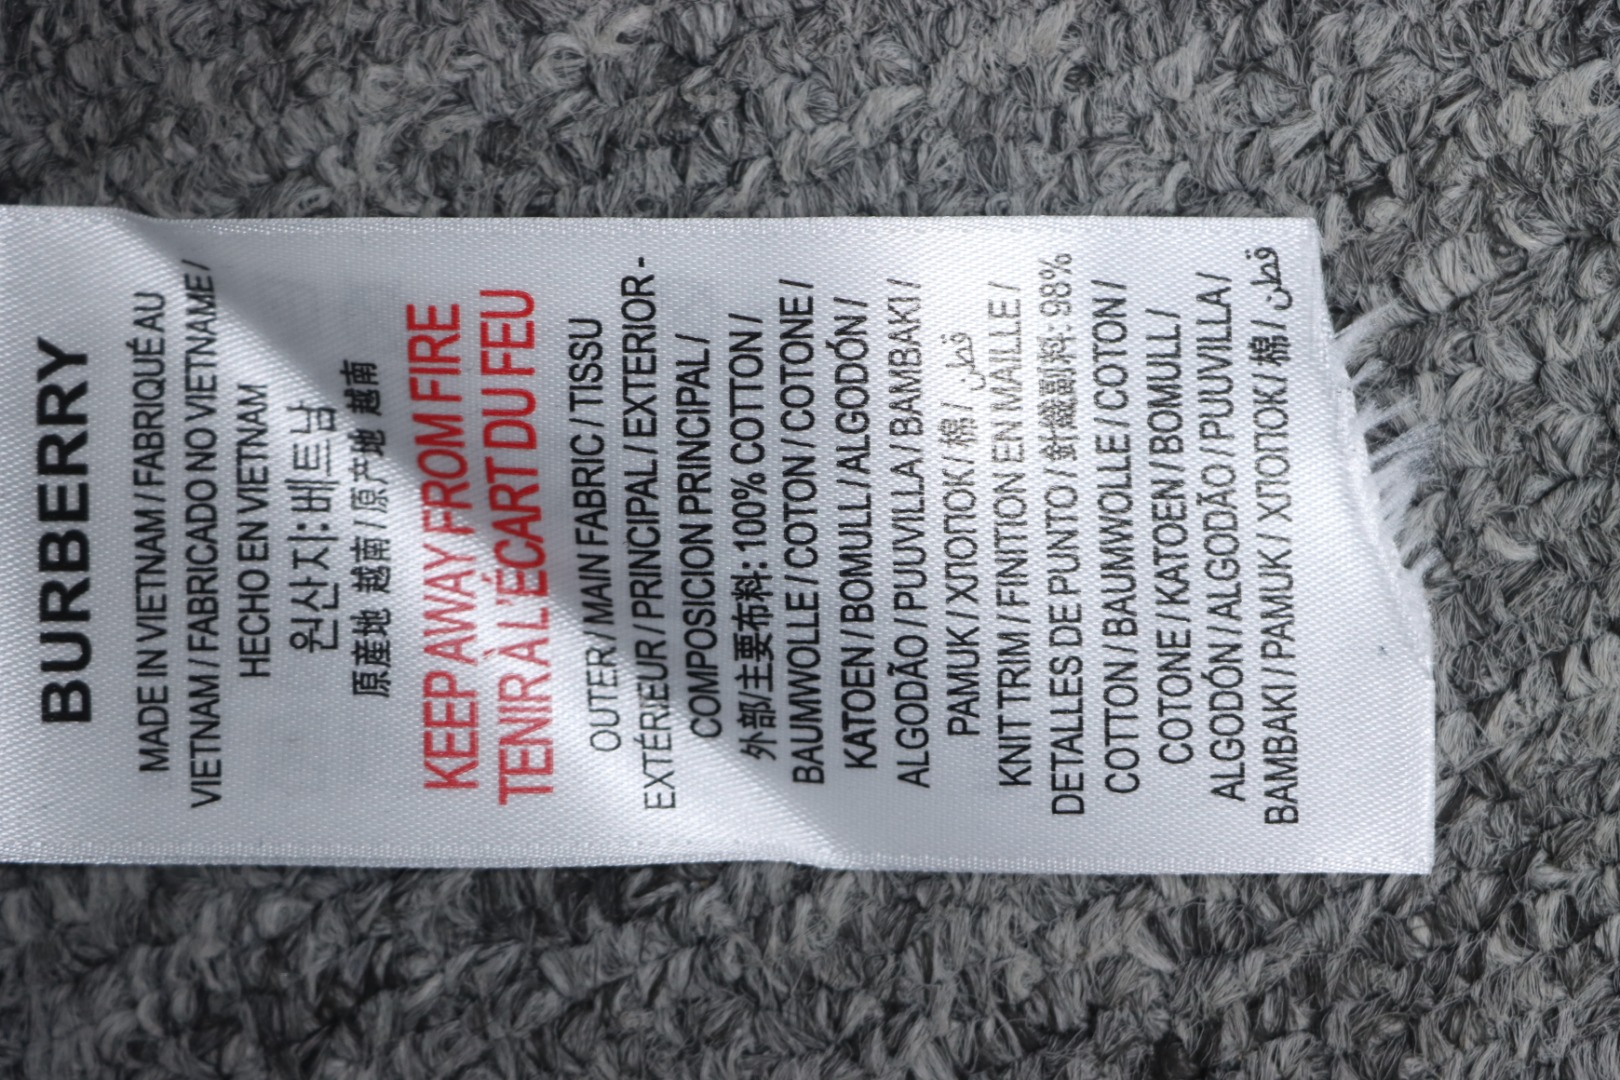 BURBERRY
MADE IN VIETNAM / FABRIQUÉ AU
VIETNAM / FABRICADO NO VIETNAME /
HECHO EN VIETNAM
원산지: 베트남
原產地 越南 / 原产地 越南
KEEP AWAY FROM FIRE
TENIR À L'ÉCART DU FEU
OUTER / MAIN FABRIC / TISSU
EXTÉRIEUR / PRINCIPAL / EXTERIOR -
COMPOSICION PRINCIPAL /
外部/主要布料: 100% COTTON /
BAUMWOLLE / COTON / COTONE /
KATOEN / BOMULL / ALGODÓN /
ALGODÃO / PUUVILLA / BAMBAKI /
PAMUK / ΧΙΤΙΟΠΟΚ / 棉 / قطن
KNIT TRIM / FINITION EN MAILLE /
DETALLES DE PUNTO / 針織副料: 98%
COTTON / BAUMWOLLE / COTON /
COTONE / KATOEN / BOMULL /
ALGODÓN / ALGODÃO / PUUVILLA /
BAMBAKI / PAMUK / ΧΙΤΙΟΠΟΚ / 棉 / قطن